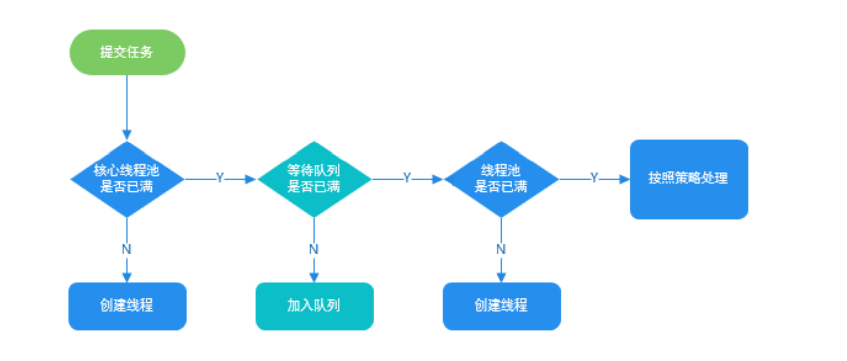 提交任务
核心线程池
是否已满
Y
等待队列
是否已满
Y
线程池
是否已满
Y
按照策略处理
N
N
N
创建线程
加入队列
创建线程